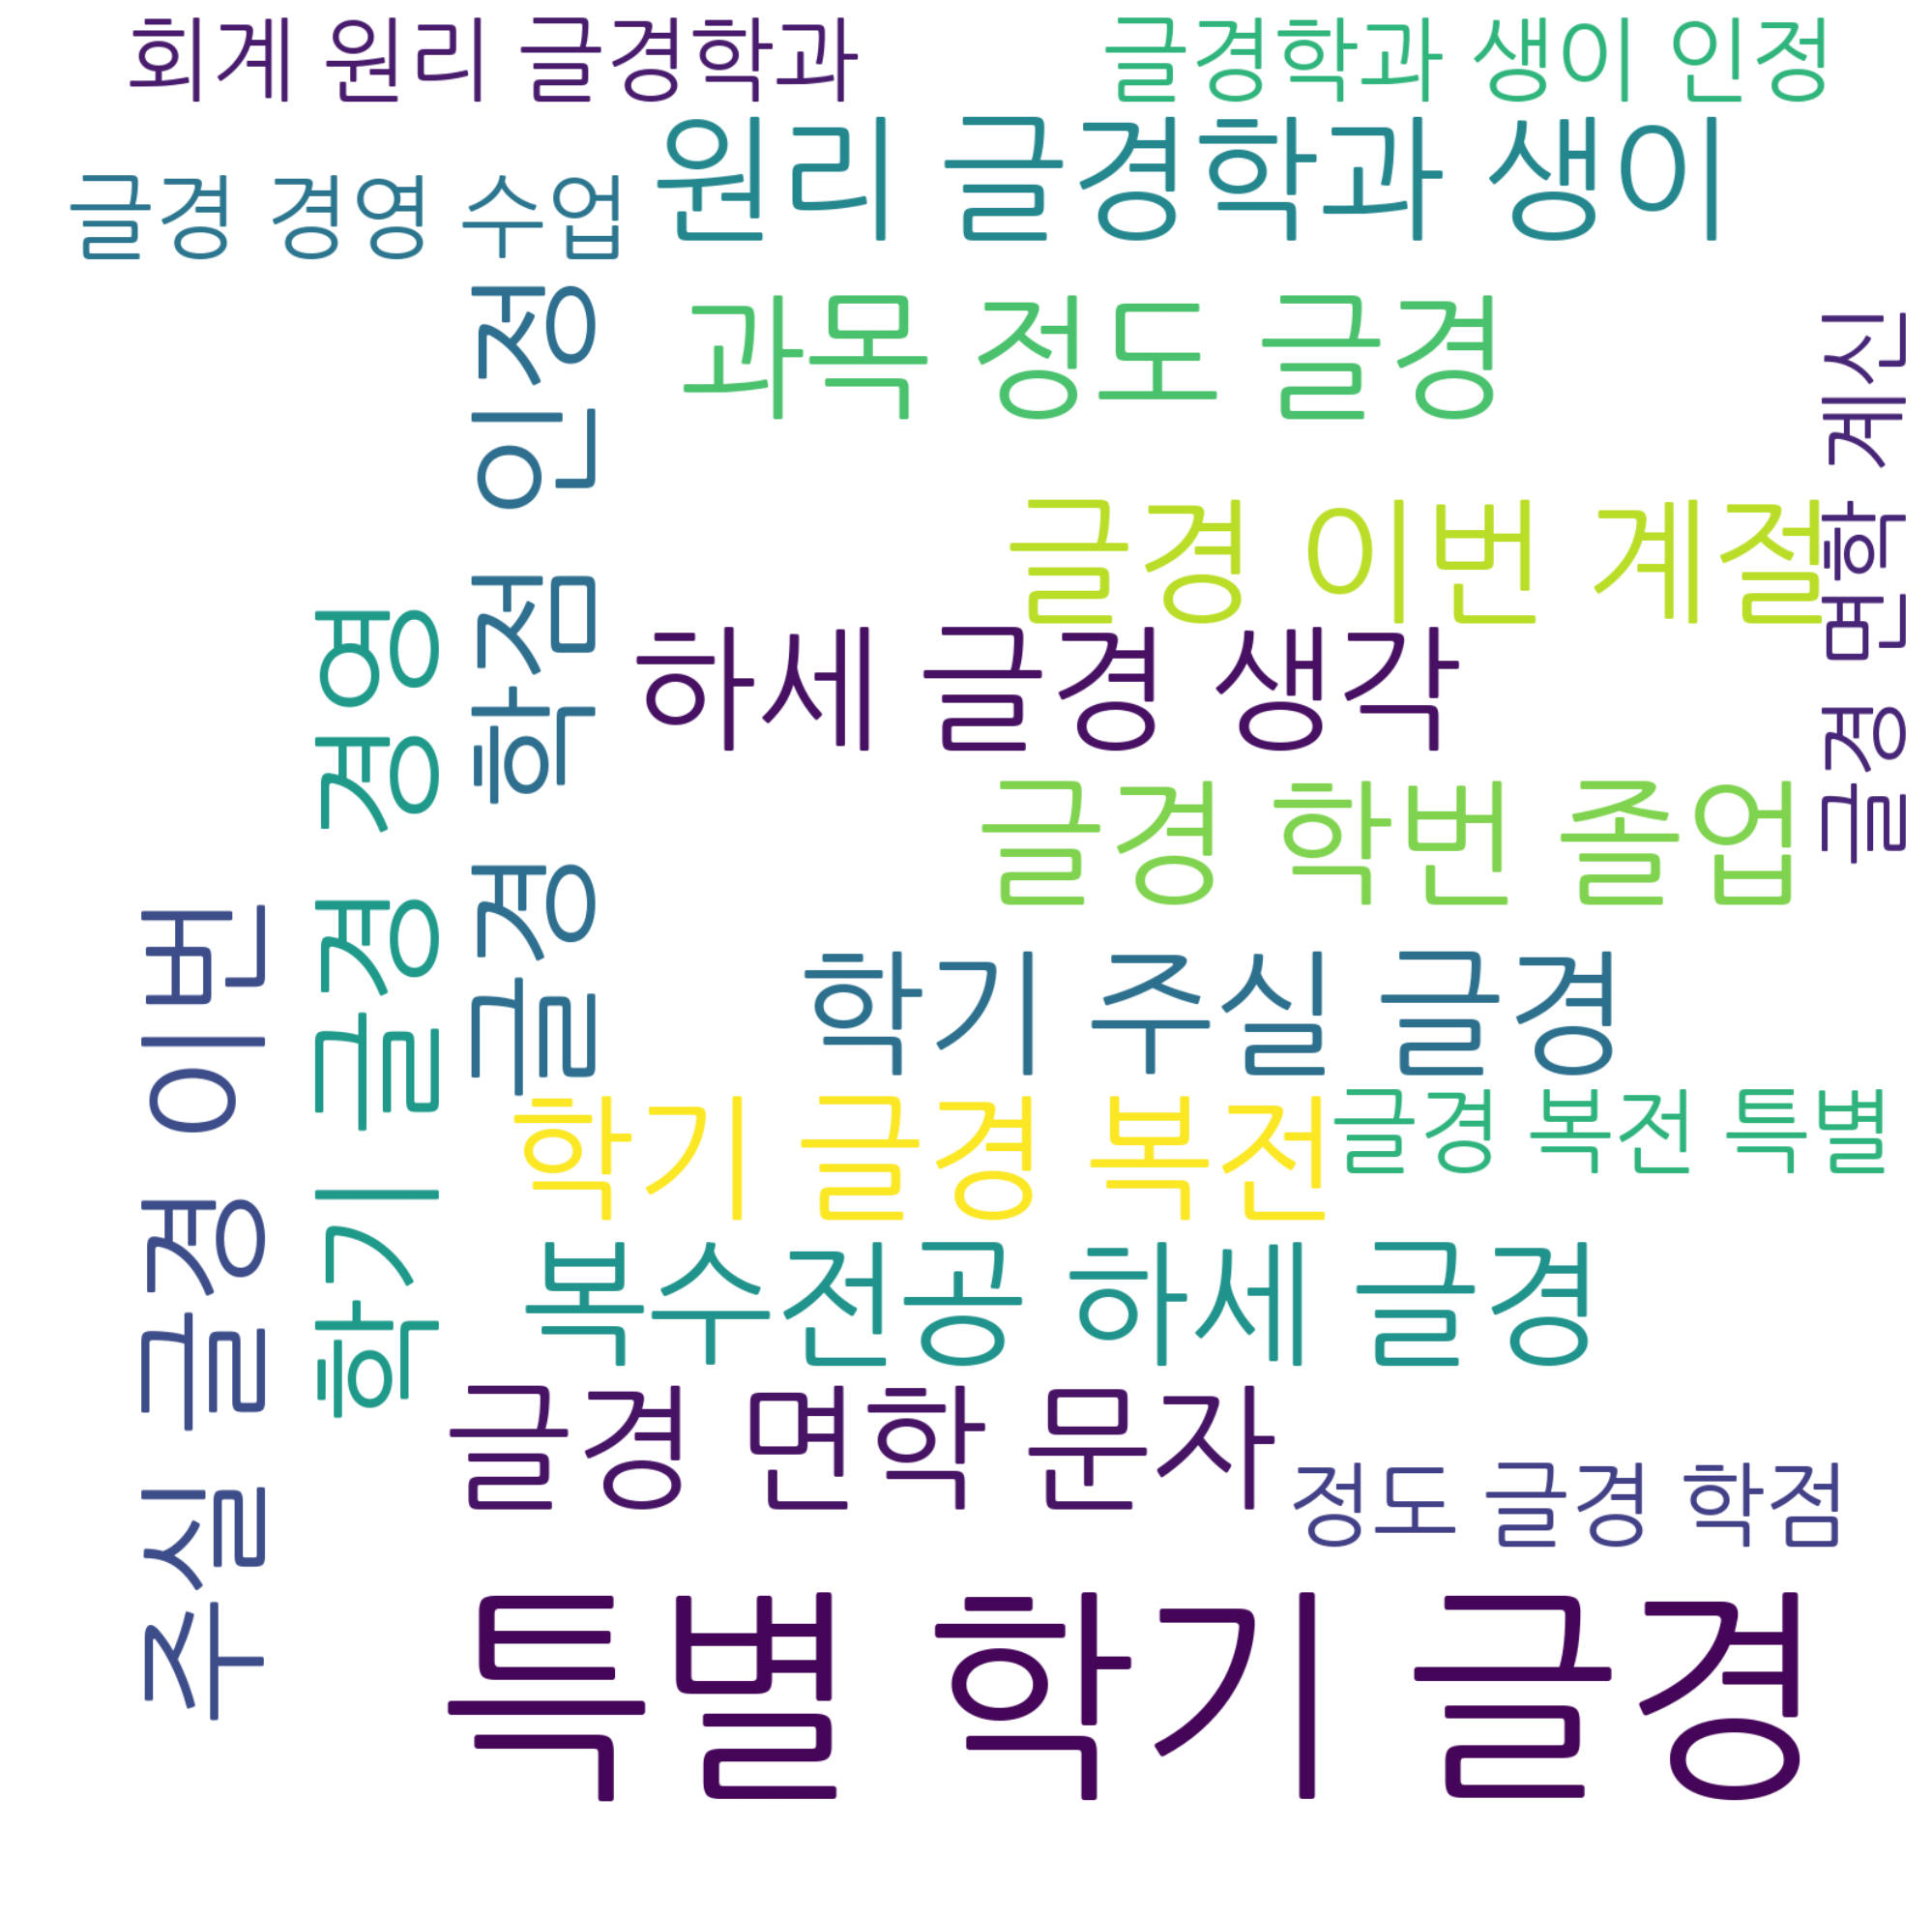 회계 원리 글경학과
글경학과 생이 인정
원리 글경학과 생이
글경 경영 수업
과목 정도 글경
글경 인정 학점
글경 면학 계신
글경 이번 계절
학기 글경 경영
하세 글경 생각
글경 학번 졸업
주실 글경 이번
학기 주실 글경
학기 글경 복전
글경 복전 특별
복수전공 하세 글경
글경 면학 문자
정도 글경 학점
특별 학기 글경